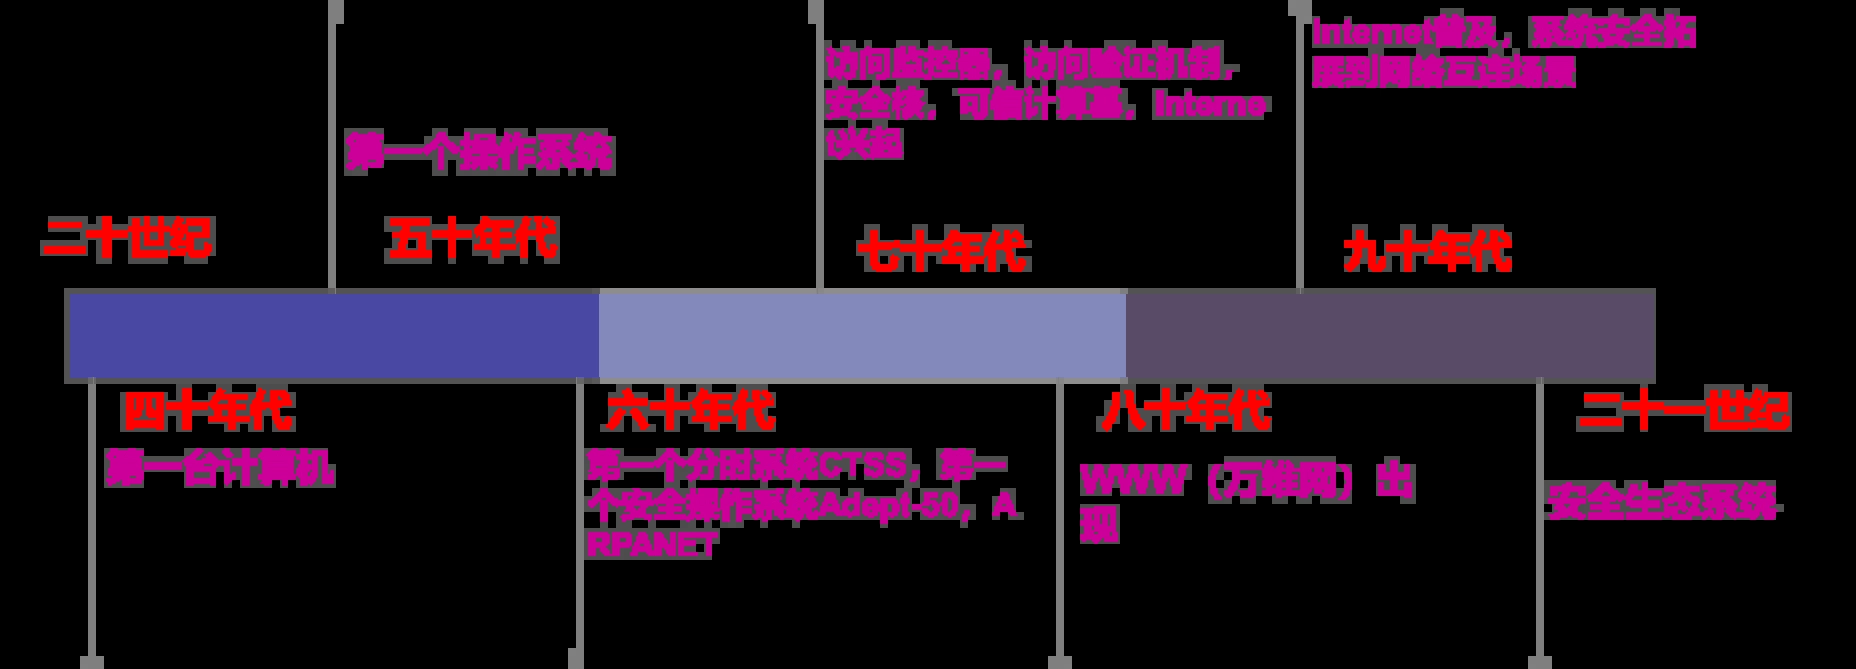 Internet普及，系统安全拓
展到网络互连场景
访问监控器，访问验证机制，
安全核，可信计算基，Interne
t兴起
第一个操作系统
二十世纪
五十年代
七十年代
九十年代
四十年代
六十年代
八十年代
二十一世纪
第一台计算机
第一个分时系统CTSS，第一
个安全操作系统Adept-50，A
RPANET
WWW（万维网）出
现
安全生态系统